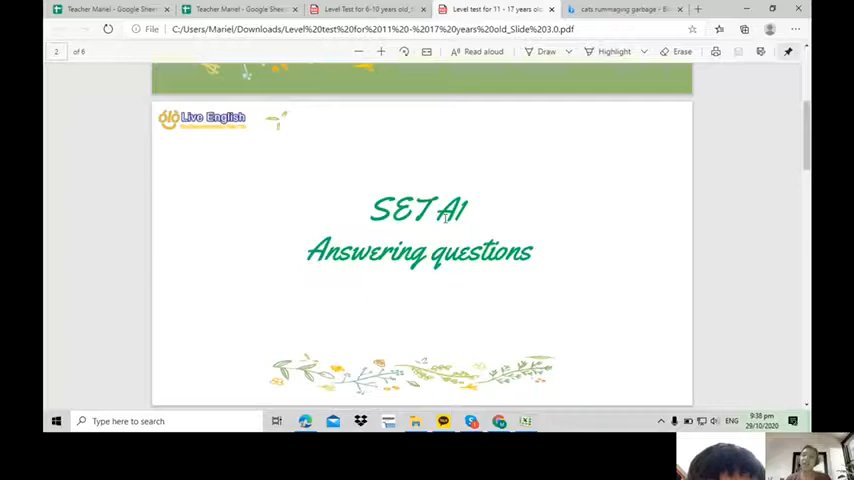 Teacher Mariel - Google Shee
Teacher Mariel - Google Shee
Level Test for 6-10 years old_S
Level test for 11 - 17 years old
cats rummaging garbage - Bi
File
C:/Users/Mariel/Downloads/Level%20test%20for%2011%20-%2017%20years%20old_Slide%203.0.pdf
2 of 6
Read aloud
Draw
Highlight
Erase
Live English
SET A1
Answering questions
Type here to search
ENG
9:38 pm
29/10/2020